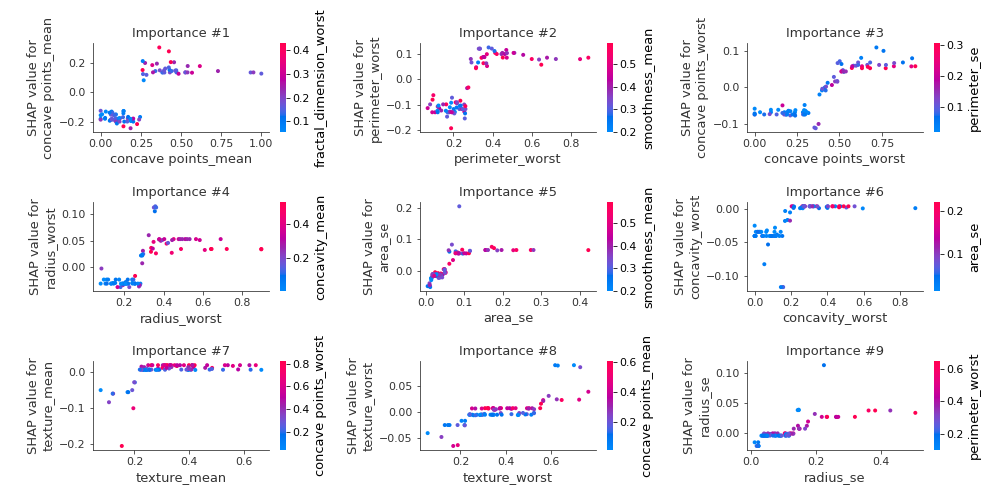 Importance #1
SHAP value for
concave points_mean
0.2
0.0
−0.2
0.00 0.25 0.50 0.75 1.00
concave points_mean
0.4
0.3
0.2
0.1
fractal_dimension_worst
Importance #2
SHAP value for
perimeter_worst
0.1
0.0
−0.1
−0.2
0.2 0.4 0.6 0.8
perimeter_worst
0.5
0.4
0.3
0.2
smoothness_mean
Importance #3
SHAP value for
concave points_worst
0.1
0.0
−0.1
0.00 0.25 0.50 0.75
concave points_worst
0.3
0.2
0.1
perimeter_se
Importance #4
SHAP value for
radius_worst
0.10
0.05
0.00
0.2 0.4 0.6 0.8
radius_worst
0.4
0.2
concavity_mean
Importance #5
SHAP value for
area_se
0.2
0.1
0.0
0.0 0.1 0.2 0.3 0.4
area_se
0.5
0.4
0.3
0.2
smoothness_mean
Importance #6
SHAP value for
concavity_worst
0.00
−0.05
−0.10
0.0 0.2 0.4 0.6 0.8
concavity_worst
0.2
0.1
area_se
Importance #7
SHAP value for
texture_mean
0.0
−0.1
−0.2
0.2 0.4 0.6
texture_mean
0.8
0.6
0.4
0.2
concave points_worst
Importance #8
SHAP value for
texture_worst
0.05
0.00
−0.05
0.2 0.4 0.6
texture_worst
0.6
0.4
0.2
concave points_mean
Importance #9
SHAP value for
radius_se
0.10
0.05
0.00
0.0 0.2 0.4
radius_se
0.6
0.4
0.2
perimeter_worst